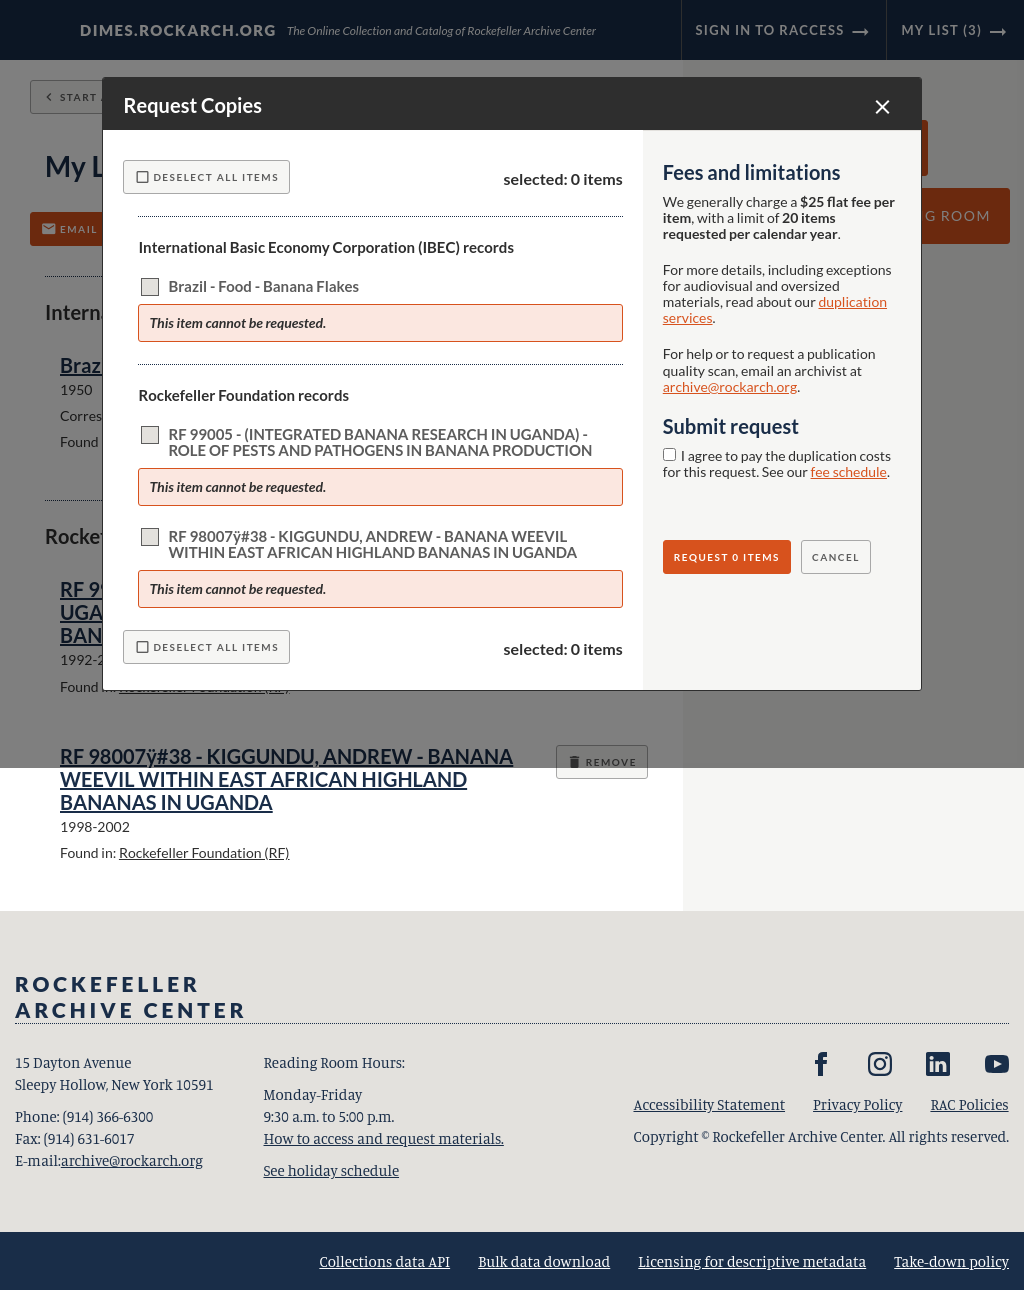 DIMES.ROCKARCH.ORG The Online Collection and Catalog of Rockefeller Archive Center SIGN IN TO RACCESS MY LIST (3)
START
My L
EMAIL
G ROOM
Request Copies
DESELECT ALL ITEMS
selected: 0 items
International Basic Economy Corporation (IBEC) records
Brazil - Food - Banana Flakes
This item cannot be requested.
Rockefeller Foundation records
RF 99005 - (INTEGRATED BANANA RESEARCH IN UGANDA) -
ROLE OF PESTS AND PATHOGENS IN BANANA PRODUCTION
This item cannot be requested.
RF 98007ÿ#38 - KIGGUNDU, ANDREW - BANANA WEEVIL
WITHIN EAST AFRICAN HIGHLAND BANANAS IN UGANDA
This item cannot be requested.
DESELECT ALL ITEMS
selected: 0 items
Fees and limitations
We generally charge a $25 flat fee per
item, with a limit of 20 items
requested per calendar year.
For more details, including exceptions
for audiovisual and oversized
materials, read about our duplication
services.
For help or to request a publication
quality scan, email an archivist at
archive@rockarch.org.
Submit request
I agree to pay the duplication costs
for this request. See our fee schedule.
REQUEST 0 ITEMS CANCEL
Interna
Brazi
1950
Corres
Found
Rockef
RF 99
UGA
BAN
1992-2
Found
RF 98007ÿ#38 - KIGGUNDU, ANDREW - BANANA
WEEVIL WITHIN EAST AFRICAN HIGHLAND
BANANAS IN UGANDA
REMOVE
1998-2002
Found in: Rockefeller Foundation (RF)
ROCKEFELLER
ARCHIVE CENTER
15 Dayton Avenue
Sleepy Hollow, New York 10591
Phone: (914) 366-6300
Fax: (914) 631-6017
E-mail:archive@rockarch.org
Reading Room Hours:
Monday-Friday
9:30 a.m. to 5:00 p.m.
How to access and request materials.
See holiday schedule
Accessibility Statement Privacy Policy RAC Policies
Copyright © Rockefeller Archive Center. All rights reserved.
Collections data API Bulk data download Licensing for descriptive metadata Take-down policy